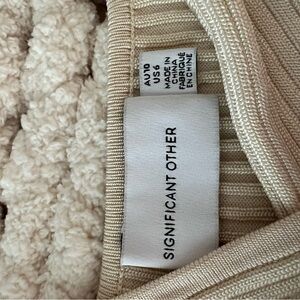 AU 10
US 6
MADE IN
CHINA
FABRIQUÉ
EN CHINE
SIGNIFICANT OTHER